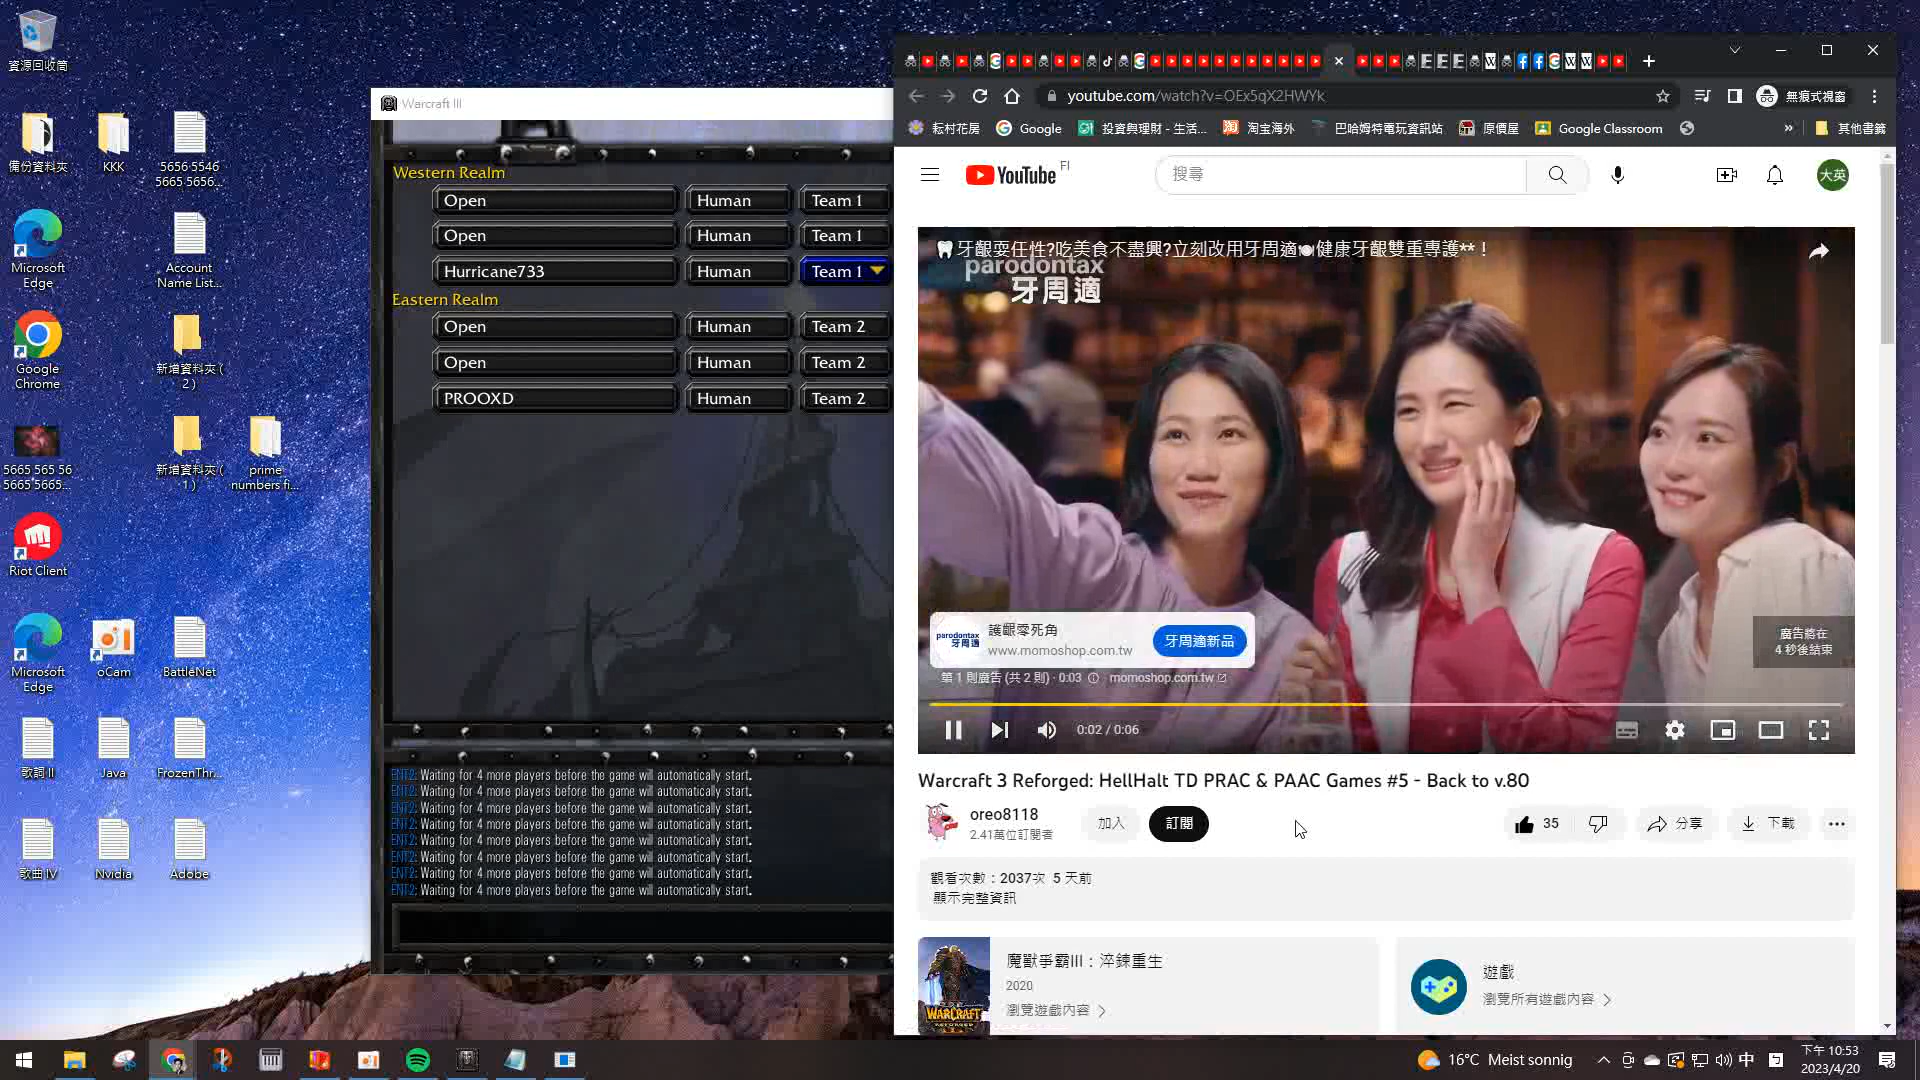 資源回收筒
備份資料夾
KKK
5656 5546
5665 5656...
Microsoft
Edge
Account
Name List...
Google
Chrome
新增資料夾 (
2 )
5665 565 56
5665 5665...
新增資料夾 (
1 )
prime
numbers fi...
Riot Client
Microsoft
Edge
oCam
BattleNet
歌詞 II
Java
FrozenThr...
歌曲 IV
Nvidia
Adobe
Warcraft III
Western Realm
Open Human Team 1
Open Human Team 1
Hurricane733 Human Team 1
Eastern Realm
Open Human Team 2
Open Human Team 2
PROOXD Human Team 2
ENT2: Waiting for 4 more players before the game will automatically start.
ENT2: Waiting for 4 more players before the game will automatically start.
ENT2: Waiting for 4 more players before the game will automatically start.
ENT2: Waiting for 4 more players before the game will automatically start.
ENT2: Waiting for 4 more players before the game will automatically start.
ENT2: Waiting for 4 more players before the game will automatically start.
ENT2: Waiting for 4 more players before the game will automatically start.
ENT2: Waiting for 4 more players before the game will automatically start.
youtube.com/watch?v=OEx5qX2HWYk
無痕式視窗
耘村花房 Google 投資與理財 - 生活... 淘宝海外 巴哈姆特電玩資訊站 原價屋 Google Classroom » 其他書籤
YouTube FI
搜尋
大英
牙齦耍任性?吃美食不盡興?立刻改用牙周適🍽健康牙齦雙重專護**！
parodontax
牙周適
parodontax
牙周適
護齦零死角
www.momoshop.com.tw
牙周適新品
廣告將在
4 秒後結束
第 1 則廣告 (共 2 則) · 0:03 momoshop.com.tw
0:02 / 0:06
Warcraft 3 Reforged: HellHalt TD PRAC & PAAC Games #5 - Back to v.80
oreo8118
2.41萬位訂閱者
加入
訂閱
35
分享
下載
觀看次數：2037次 5 天前
顯示完整資訊
WARCRAFT
REFORGED
魔獸爭霸III：淬鍊重生
2020
瀏覽遊戲內容
遊戲
瀏覽所有遊戲內容
16°C Meist sonnig
中
下午 10:53
2023/4/20